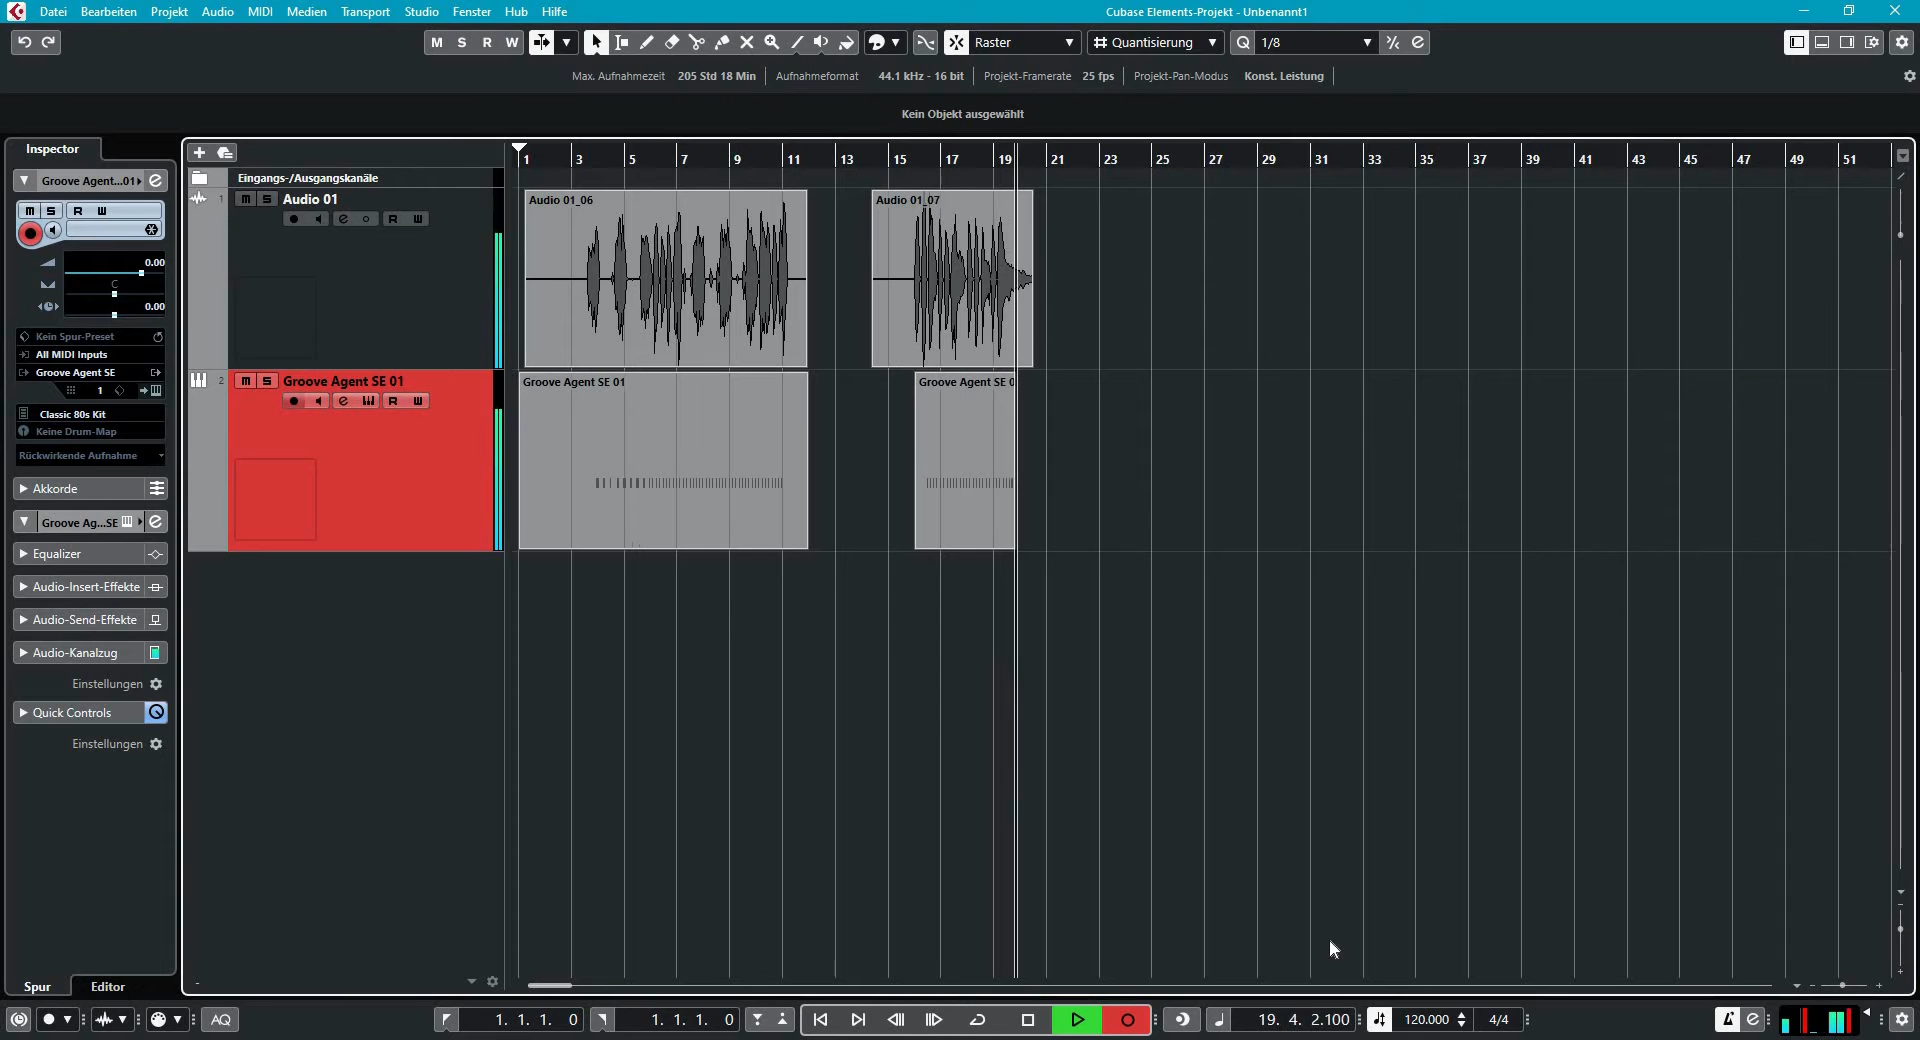 Datei Bearbeiten Projekt Audio MIDI Medien Transport Studio Fenster Hub Hilfe Cubase Elements-Projekt - Unbenannt1
M S R W Raster Quantisierung Q 1/8 e
Max. Aufnahmezeit 205 Std 18 Min Aufnahmeformat 44.1 kHz - 16 bit Projekt-Framerate 25 fps Projekt-Pan-Modus Konst. Leistung
Kein Objekt ausgewählt
Inspector
1 3 5 7 9 11 13 15 17 19 21 23 25 27 29 31 33 35 37 39 41 43 45 47 49 51
Groove Agent...01 e
Eingangs-/Ausgangskanäle
m S R W
1 m S Audio 01
e R W
Audio 01_06
Audio 01_07
0.00
C
0.00
Kein Spur-Preset
All MIDI Inputs
Groove Agent SE
1
Classic 80s Kit
Keine Drum-Map
Rückwirkende Aufnahme
2 m S Groove Agent SE 01
e R W
Groove Agent SE 01
Groove Agent SE 0
Akkorde
Groove Ag...SE e
Equalizer
Audio-Insert-Effekte
Audio-Send-Effekte
Audio-Kanalzug
Einstellungen
Quick Controls
Einstellungen
Spur Editor
AQ 1. 1. 1. 0 1. 1. 1. 0 19. 4. 2.100 120.000 4/4 e